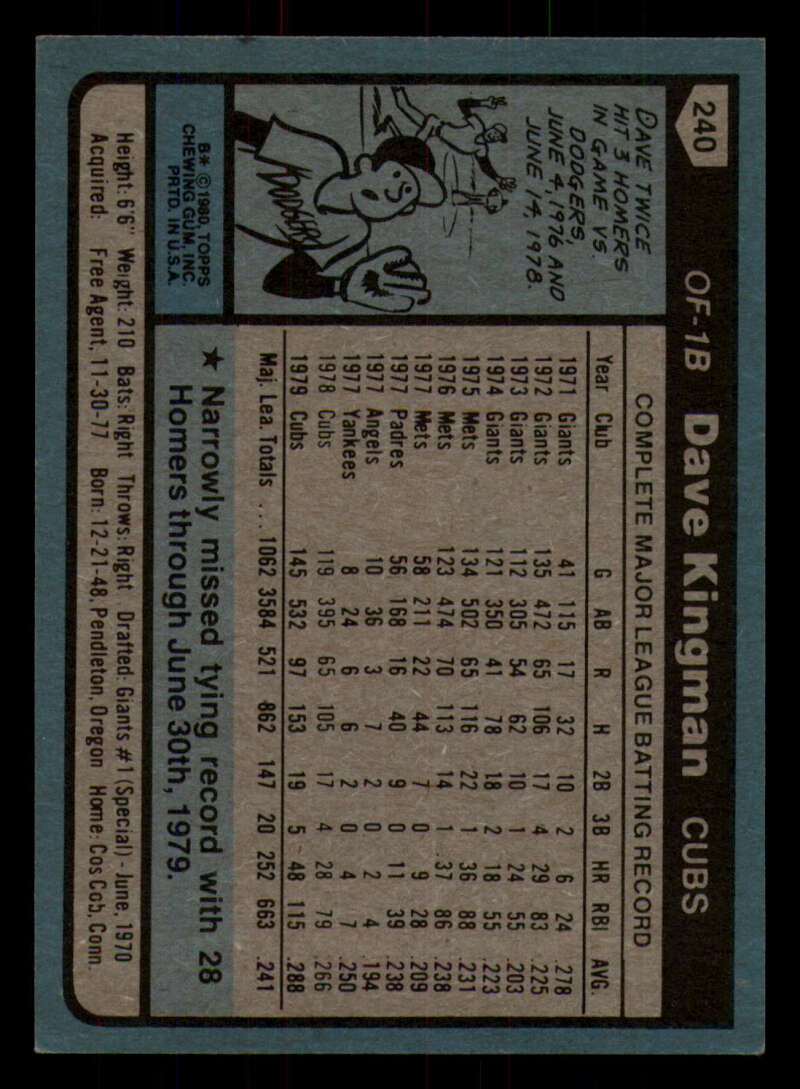 240 OF-1B Dave Kingman CUBS
DAVE TWICE
HIT 3 HOMERS
IN GAME VS.
DODGERS,
JUNE 4, 1976 AND
JUNE 14, 1978.
B* © 1980 TOPPS
CHEWING GUM, INC.
PRTD. IN U.S.A.
COMPLETE MAJOR LEAGUE BATTING RECORD
Year Club G AB R H 2B 3B HR RBI AVG.
1971 Giants 41 115 17 32 10 2 6 24 .278
1972 Giants 135 472 65 106 17 4 29 83 .225
1973 Giants 112 305 54 62 10 1 24 55 .203
1974 Giants 121 350 41 78 18 2 18 55 .223
1975 Mets 134 502 65 116 22 1 36 88 .231
1976 Mets 123 474 70 113 14 1 37 86 .238
1977 Mets 58 211 22 44 7 0 9 28 .209
1977 Padres 56 168 16 40 9 0 11 39 .238
1977 Angels 10 36 3 7 2 0 2 4 .194
1977 Yankees 8 24 6 6 2 0 4 7 .250
1978 Cubs 119 395 65 105 17 4 28 79 .266
1979 Cubs 145 532 97 153 19 5 48 115 .288
Maj. Lea. Totals ... 1062 3584 521 862 147 20 252 663 .241
★ Narrowly missed tying record with 28
Homers through June 30th, 1979.
Height: 6'6" Weight: 210 Bats: Right Throws: Right Drafted: Giants #1 (Special) - June, 1970
Acquired: Free Agent, 11-30-77 Born: 12-21-48, Pendleton, Oregon Home: Cos Cob, Conn.